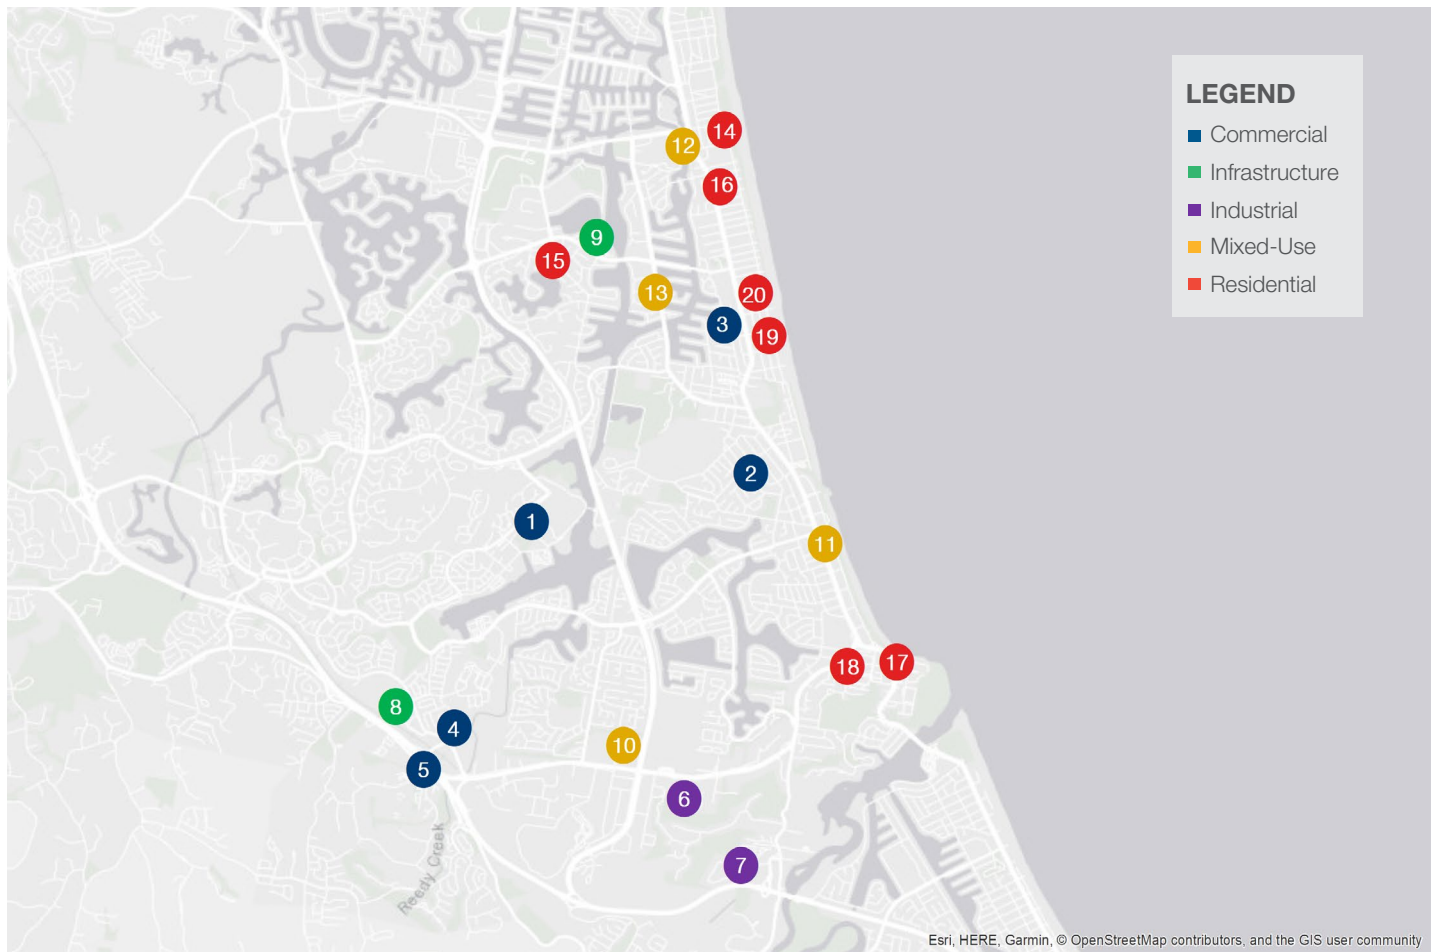 LEGEND
Commercial
Infrastructure
Industrial
Mixed-Use
Residential
14
12
16
9
15
13
20
3
19
2
1
11
18
17
8
4
10
5
6
7
Reedy Creek
Esri, HERE, Garmin, © OpenStreetMap contributors, and the GIS user community